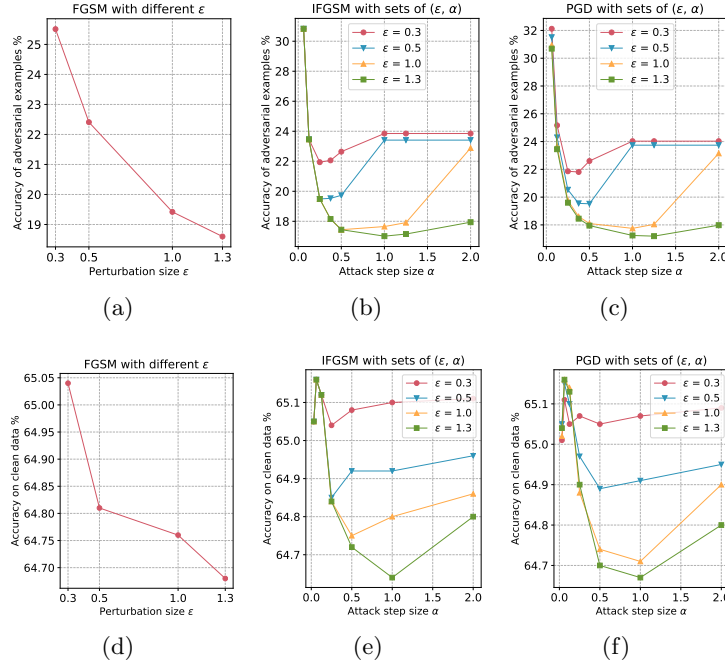 FGSM with different ε
Accuracy of adversarial examples %
25
24
23
22
21
20
19
0.3 0.5 1.0 1.3
Perturbation size ε
(a)
IFGSM with sets of (ε, α)
Accuracy of adversarial examples %
30
28
26
24
22
20
18
ε = 0.3
ε = 0.5
ε = 1.0
ε = 1.3
0.0 0.5 1.0 1.5 2.0
Attack step size α
(b)
PGD with sets of (ε, α)
Accuracy of adversarial examples %
32
30
28
26
24
22
20
18
ε = 0.3
ε = 0.5
ε = 1.0
ε = 1.3
0.0 0.5 1.0 1.5 2.0
Attack step size α
(c)
FGSM with different ε
Accuracy on clean data %
65.05
65.00
64.95
64.90
64.85
64.80
64.75
64.70
0.3 0.5 1.0 1.3
Perturbation size ε
(d)
IFGSM with sets of (ε, α)
Accuracy on clean data %
65.1
65.0
64.9
64.8
64.7
ε = 0.3
ε = 0.5
ε = 1.0
ε = 1.3
0.0 0.5 1.0 1.5 2.0
Attack step size α
(e)
PGD with sets of (ε, α)
Accuracy on clean data %
65.1
65.0
64.9
64.8
64.7
ε = 0.3
ε = 0.5
ε = 1.0
ε = 1.3
0.0 0.5 1.0 1.5 2.0
Attack step size α
(f)